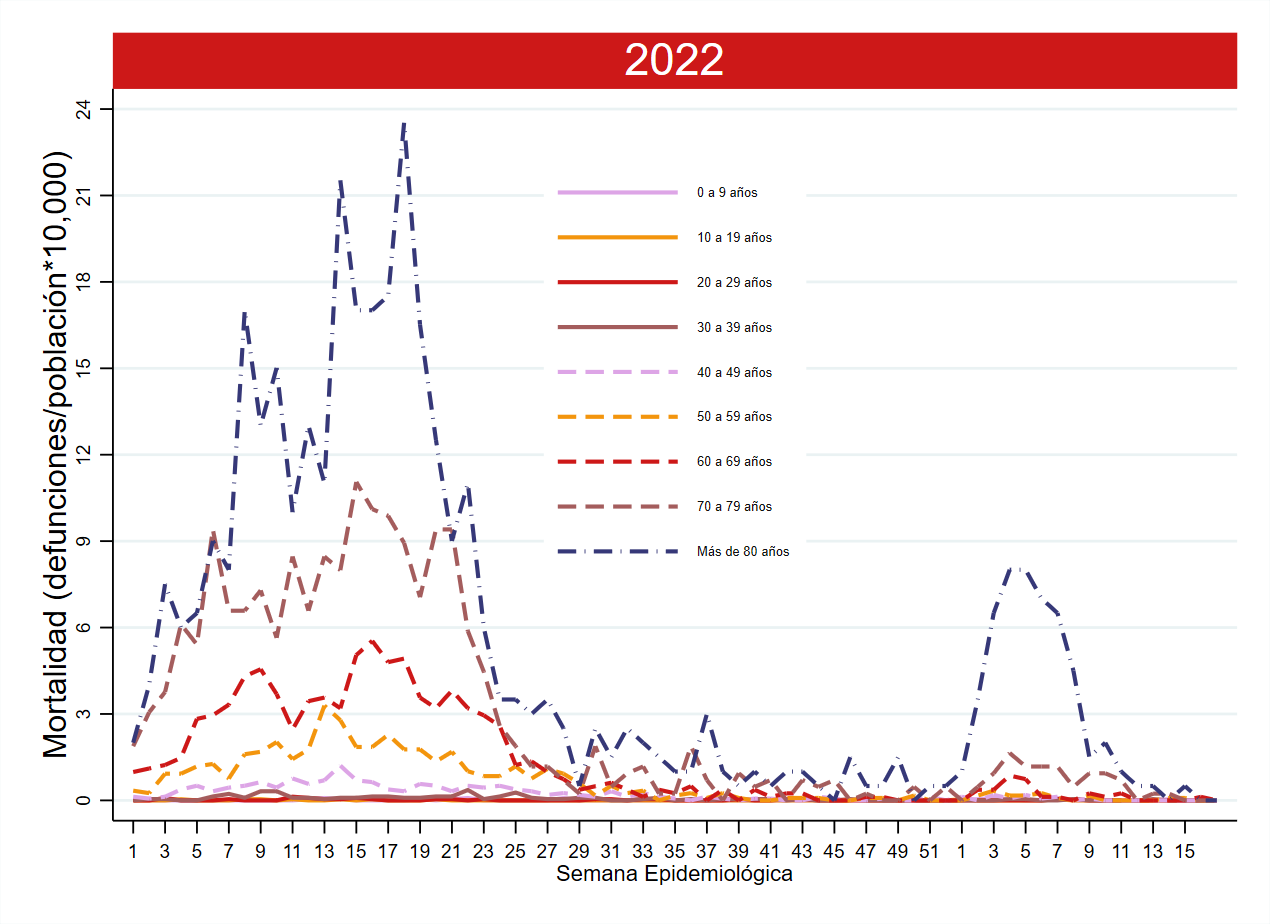 2022
Mortalidad (defunciones/población*10,000)
24
21
18
15
12
9
6
3
0
0 a 9 años
10 a 19 años
20 a 29 años
30 a 39 años
40 a 49 años
50 a 59 años
60 a 69 años
70 a 79 años
Más de 80 años
1 3 5 7 9 11 13 15 17 19 21 23 25 27 29 31 33 35 37 39 41 43 45 47 49 51 1 3 5 7 9 11 13 15
Semana Epidemiológica